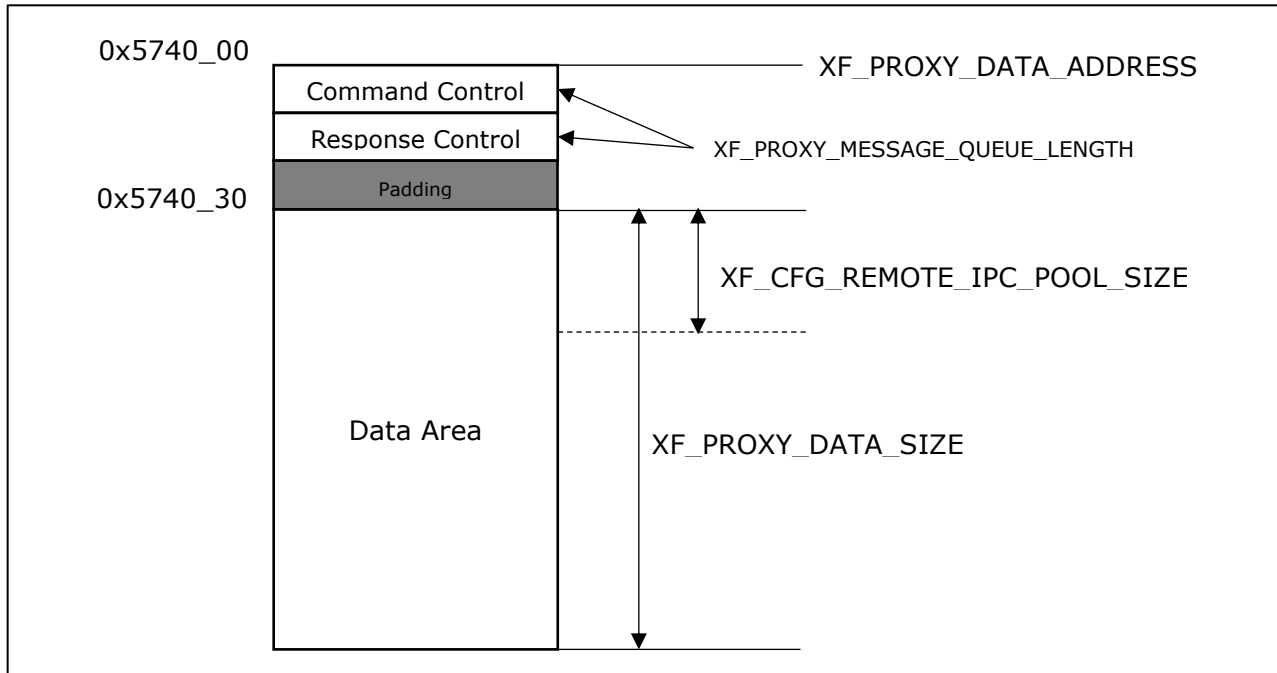 0x5740_00
XF_PROXY_DATA_ADDRESS
Command Control
Response Control
XF_PROXY_MESSAGE_QUEUE_LENGTH
Padding
0x5740_30
XF_CFG_REMOTE_IPC_POOL_SIZE
Data Area
XF_PROXY_DATA_SIZE